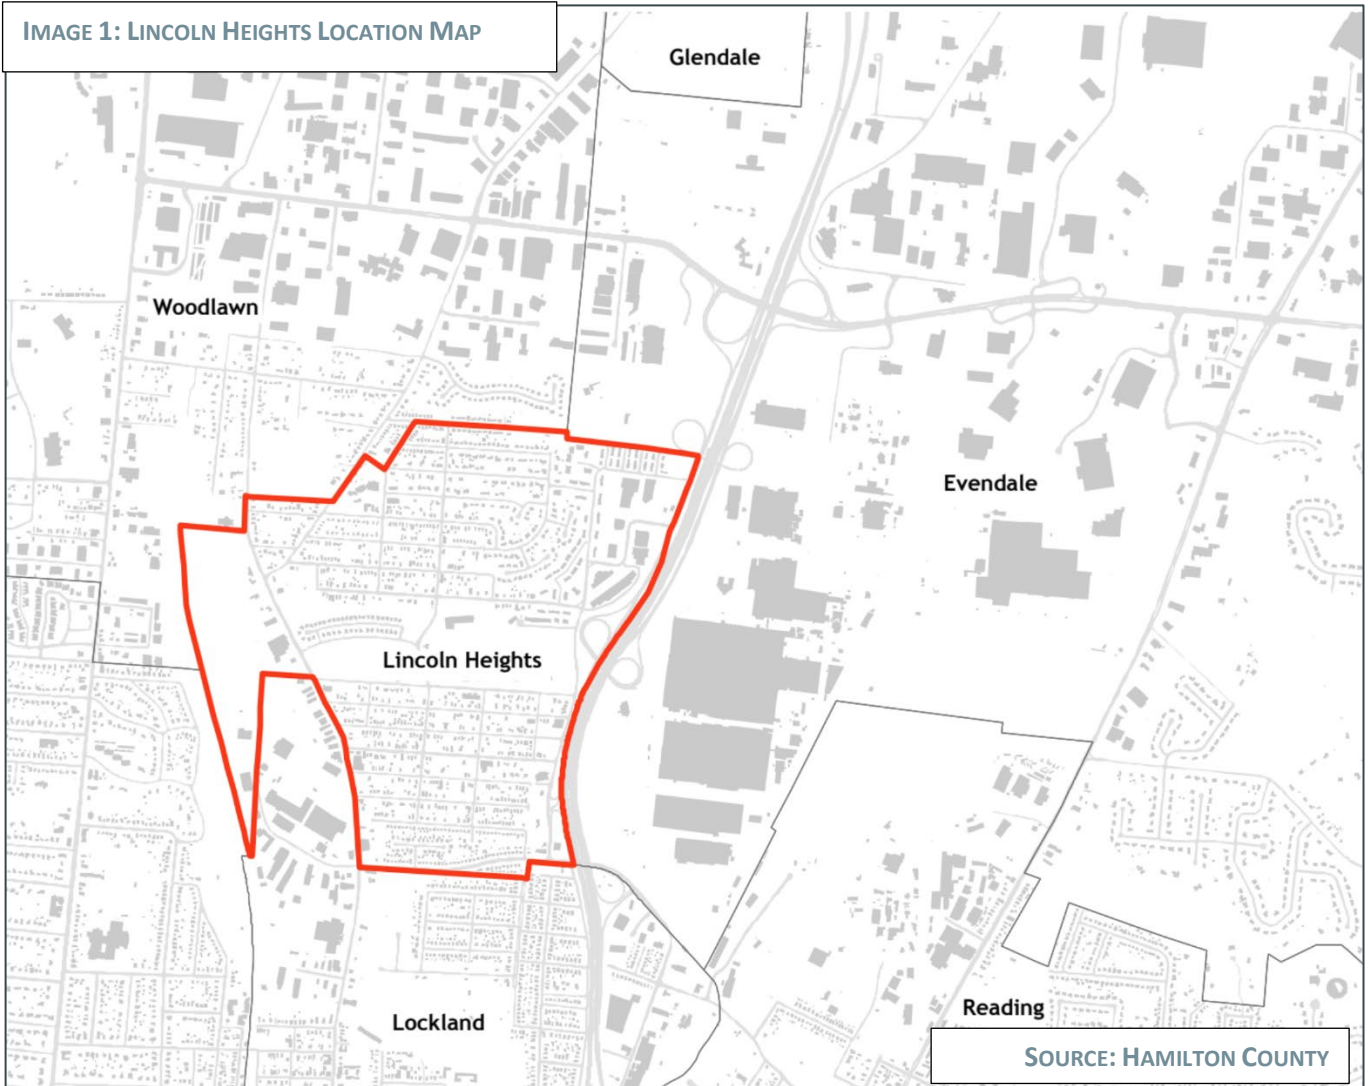 IMAGE 1: LINCOLN HEIGHTS LOCATION MAP
Glendale
Woodlawn
Evendale
Lincoln Heights
Reading
Lockland
SOURCE: HAMILTON COUNTY